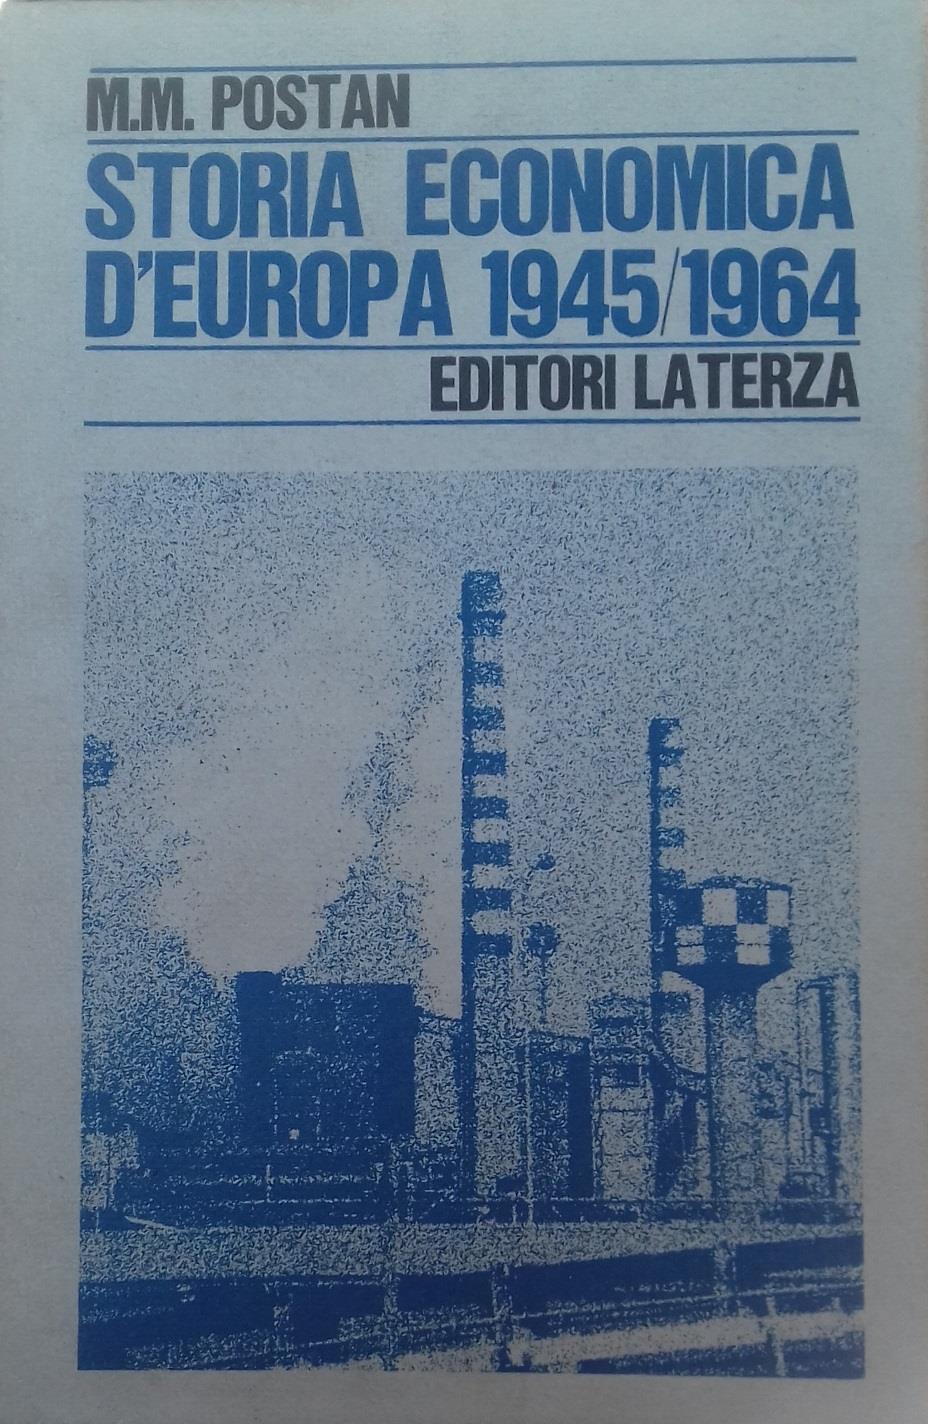 M.M. POSTAN
STORIA ECONOMICA
D'EUROPA 1945/1964
EDITORI LATERZA